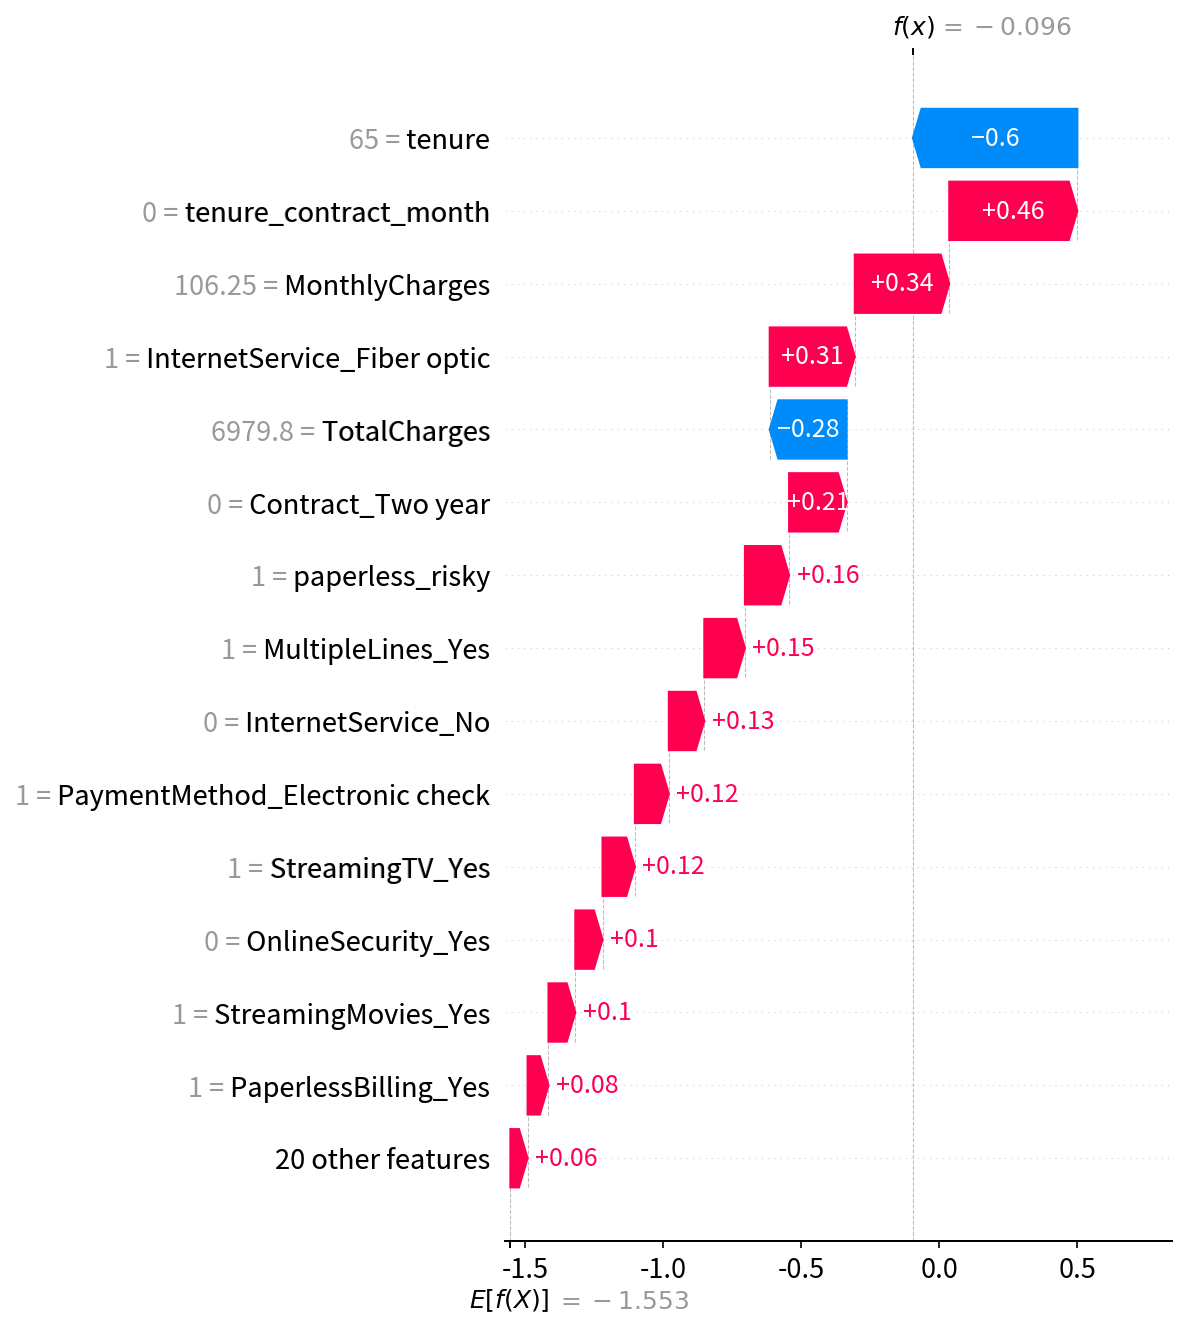 f(x) = −0.096
65 = tenure −0.6
0 = tenure_contract_month +0.46
106.25 = MonthlyCharges +0.34
1 = InternetService_Fiber optic +0.31
6979.8 = TotalCharges −0.28
0 = Contract_Two year +0.21
1 = paperless_risky +0.16
1 = MultipleLines_Yes +0.15
0 = InternetService_No +0.13
1 = PaymentMethod_Electronic check +0.12
1 = StreamingTV_Yes +0.12
0 = OnlineSecurity_Yes +0.1
1 = StreamingMovies_Yes +0.1
1 = PaperlessBilling_Yes +0.08
20 other features +0.06
-1.5 -1.0 -0.5 0.0 0.5
E[f(X)] = −1.553